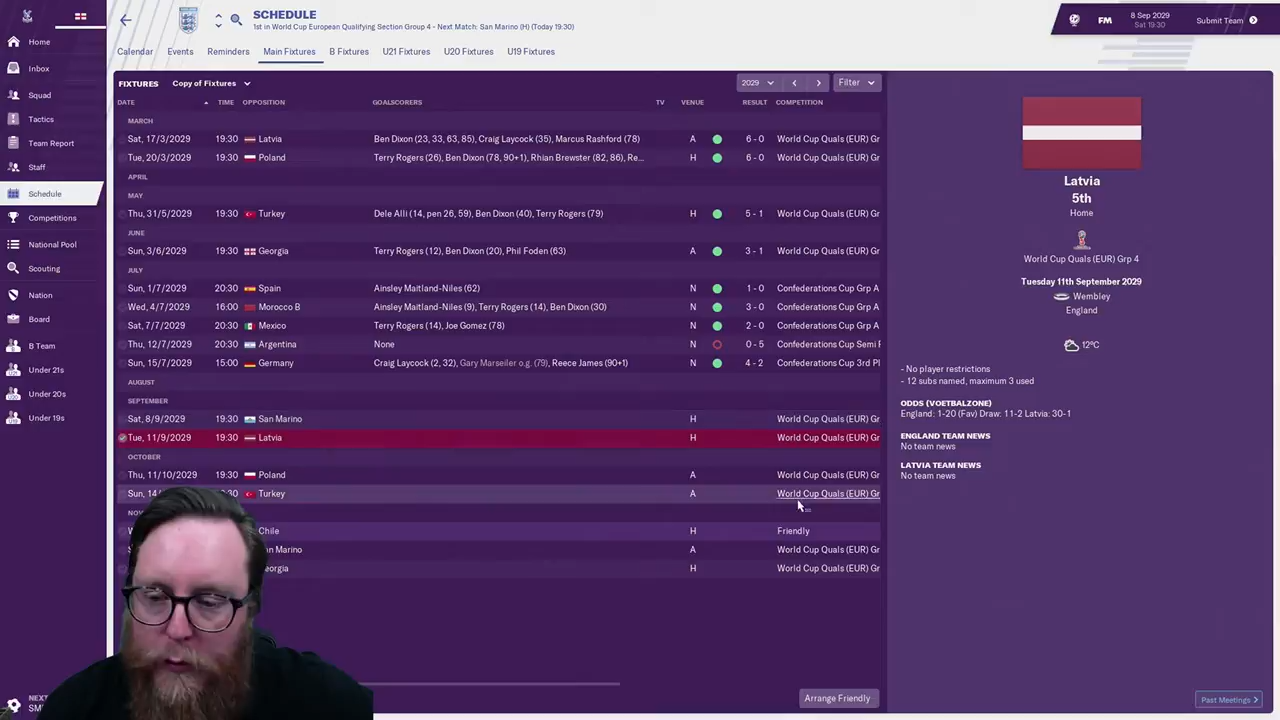 SCHEDULE
1st in World Cup European Qualifying Section Group 4 - Next Match: San Marino (H) (Today 19:30)
FM
8 Sep 2029
Sat 19:30
Submit Team
Home
Inbox
Squad
Tactics
Team Report
Staff
Schedule
Competitions
National Pool
Scouting
Nation
Board
B Team
Under 21s
Under 20s
Under 19s
Calendar Events Reminders Main Fixtures B Fixtures U21 Fixtures U20 Fixtures U19 Fixtures
FIXTURES Copy of Fixtures 2029 Filter
DATE TIME OPPOSITION GOALSCORERS TV VENUE RESULT COMPETITION
MARCH
Sat, 17/3/2029 19:30 Latvia Ben Dixon (23, 33, 63, 85), Craig Laycock (35), Marcus Rashford (78) A 6 - 0 World Cup Quals (EUR) Gr
Tue, 20/3/2029 19:30 Poland Terry Rogers (26), Ben Dixon (78, 90+1), Rhian Brewster (82, 86), Re... H 6 - 0 World Cup Quals (EUR) Gr
APRIL
MAY
Thu, 31/5/2029 19:30 Turkey Dele Alli (14, pen 26, 59), Ben Dixon (40), Terry Rogers (79) H 5 - 1 World Cup Quals (EUR) Gr
JUNE
Sun, 3/6/2029 19:30 Georgia Terry Rogers (12), Ben Dixon (20), Phil Foden (63) A 3 - 1 World Cup Quals (EUR) Gr
JULY
Sun, 1/7/2029 20:30 Spain Ainsley Maitland-Niles (62) N 1 - 0 Confederations Cup Grp A
Wed, 4/7/2029 16:00 Morocco B Ainsley Maitland-Niles (9), Terry Rogers (14), Ben Dixon (30) N 3 - 0 Confederations Cup Grp A
Sat, 7/7/2029 20:30 Mexico Terry Rogers (14), Joe Gomez (78) N 2 - 0 Confederations Cup Grp A
Thu, 12/7/2029 20:30 Argentina None N 0 - 5 Confederations Cup Semi F
Sun, 15/7/2029 15:00 Germany Craig Laycock (2, 32), Gary Marseiler o.g. (79), Reece James (90+1) N 4 - 2 Confederations Cup 3rd Pl
AUGUST
SEPTEMBER
Sat, 8/9/2029 19:30 San Marino H World Cup Quals (EUR) Gr
Tue, 11/9/2029 19:30 Latvia H World Cup Quals (EUR) Gr
OCTOBER
Thu, 11/10/2029 19:30 Poland A World Cup Quals (EUR) Gr
Sun, 14 Turkey A World Cup Quals (EUR) Gr
Chile H Friendly
Marino A World Cup Quals (EUR) Gr
eorgia H World Cup Quals (EUR) Gr
Arrange Friendly
Latvia
5th
Home
World Cup Quals (EUR) Grp 4
Tuesday 11th September 2029
Wembley
England
12°C
- No player restrictions
- 12 subs named, maximum 3 used
ODDS (VOETBALZONE)
England: 1-20 (Fav) Draw: 11-2 Latvia: 30-1
ENGLAND TEAM NEWS
No team news
LATVIA TEAM NEWS
No team news
Past Meetings